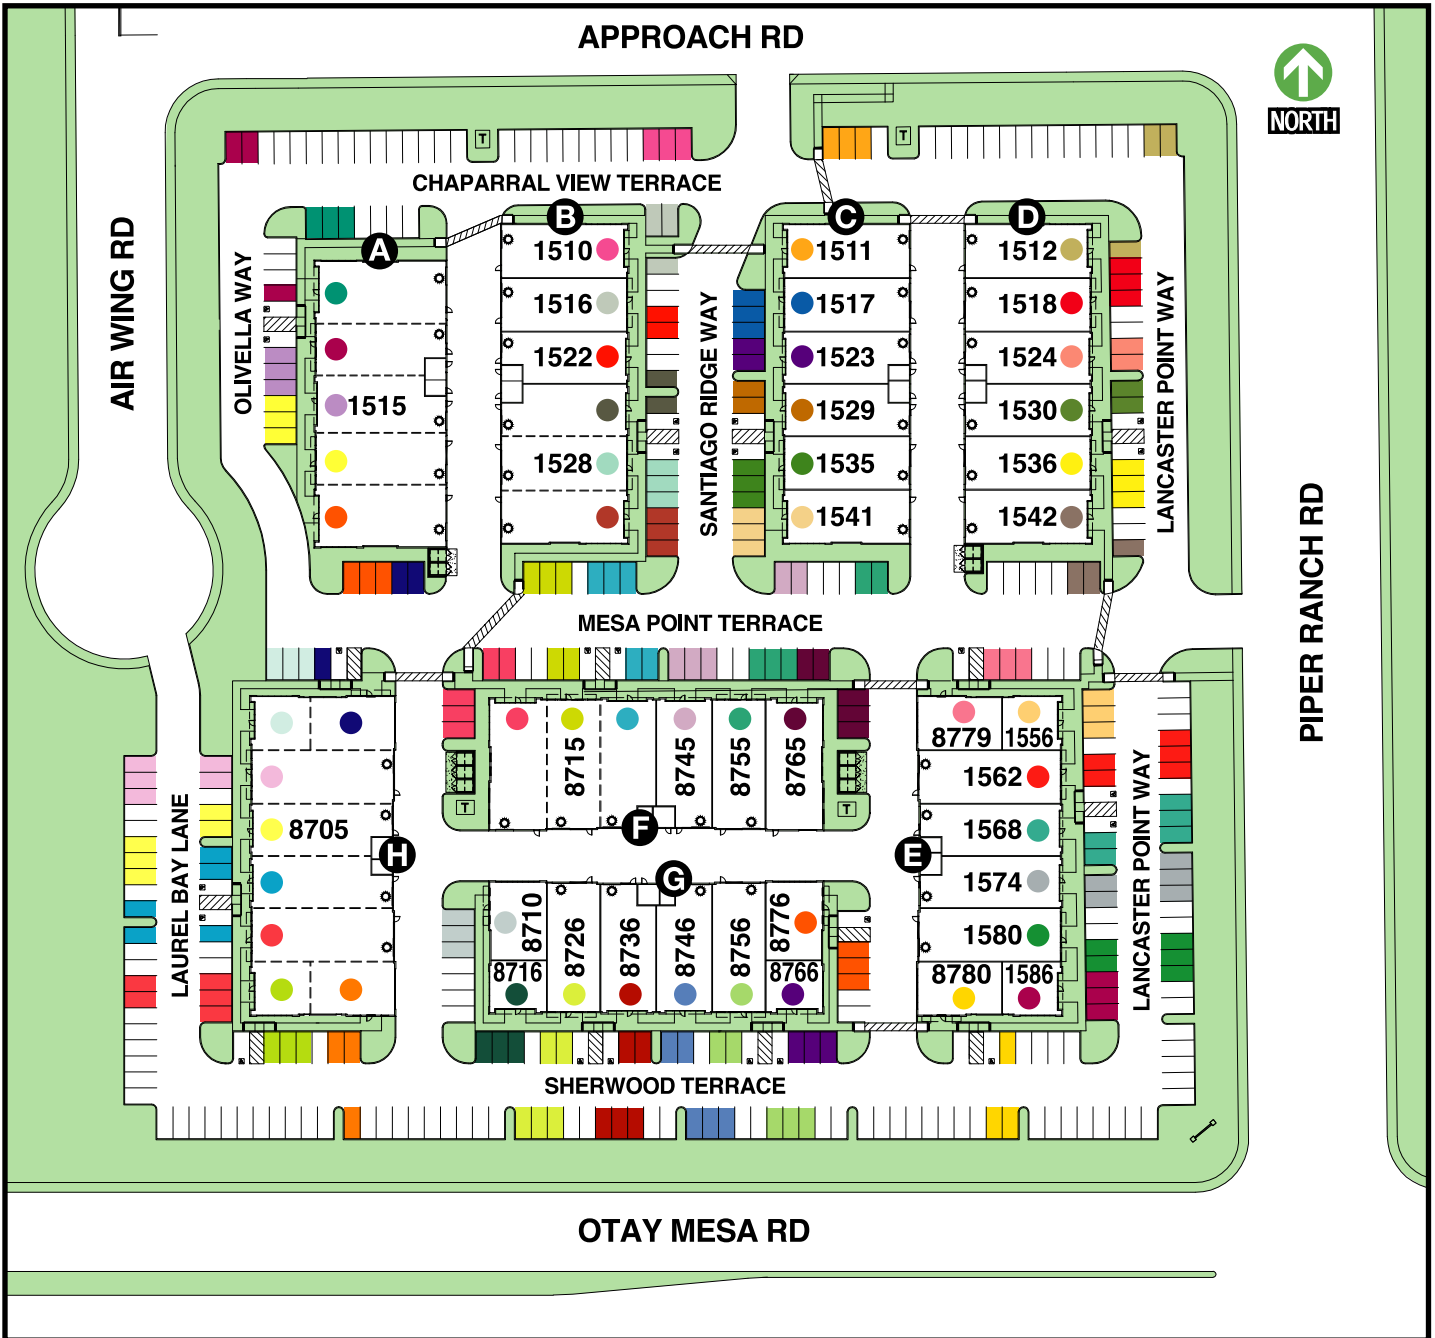 APPROACH RD
NORTH
T
T
CHAPARRAL VIEW TERRACE
AIR WING RD
OLIVELLA WAY
A
1515
B
1510
1516
1522
1528
SANTIAGO RIDGE WAY
C
1511
1517
1523
1529
1535
1541
D
1512
1518
1524
1530
1536
1542
LANCASTER POINT WAY
PIPER RANCH RD
MESA POINT TERRACE
LAUREL BAY LANE
8705
H
8715
8745
8755
8765
T
T
F
G
8710
8716
8726
8736
8746
8756
8776
8766
E
8779
1556
1562
1568
1574
1580
8780
1586
LANCASTER POINT WAY
SHERWOOD TERRACE
OTAY MESA RD